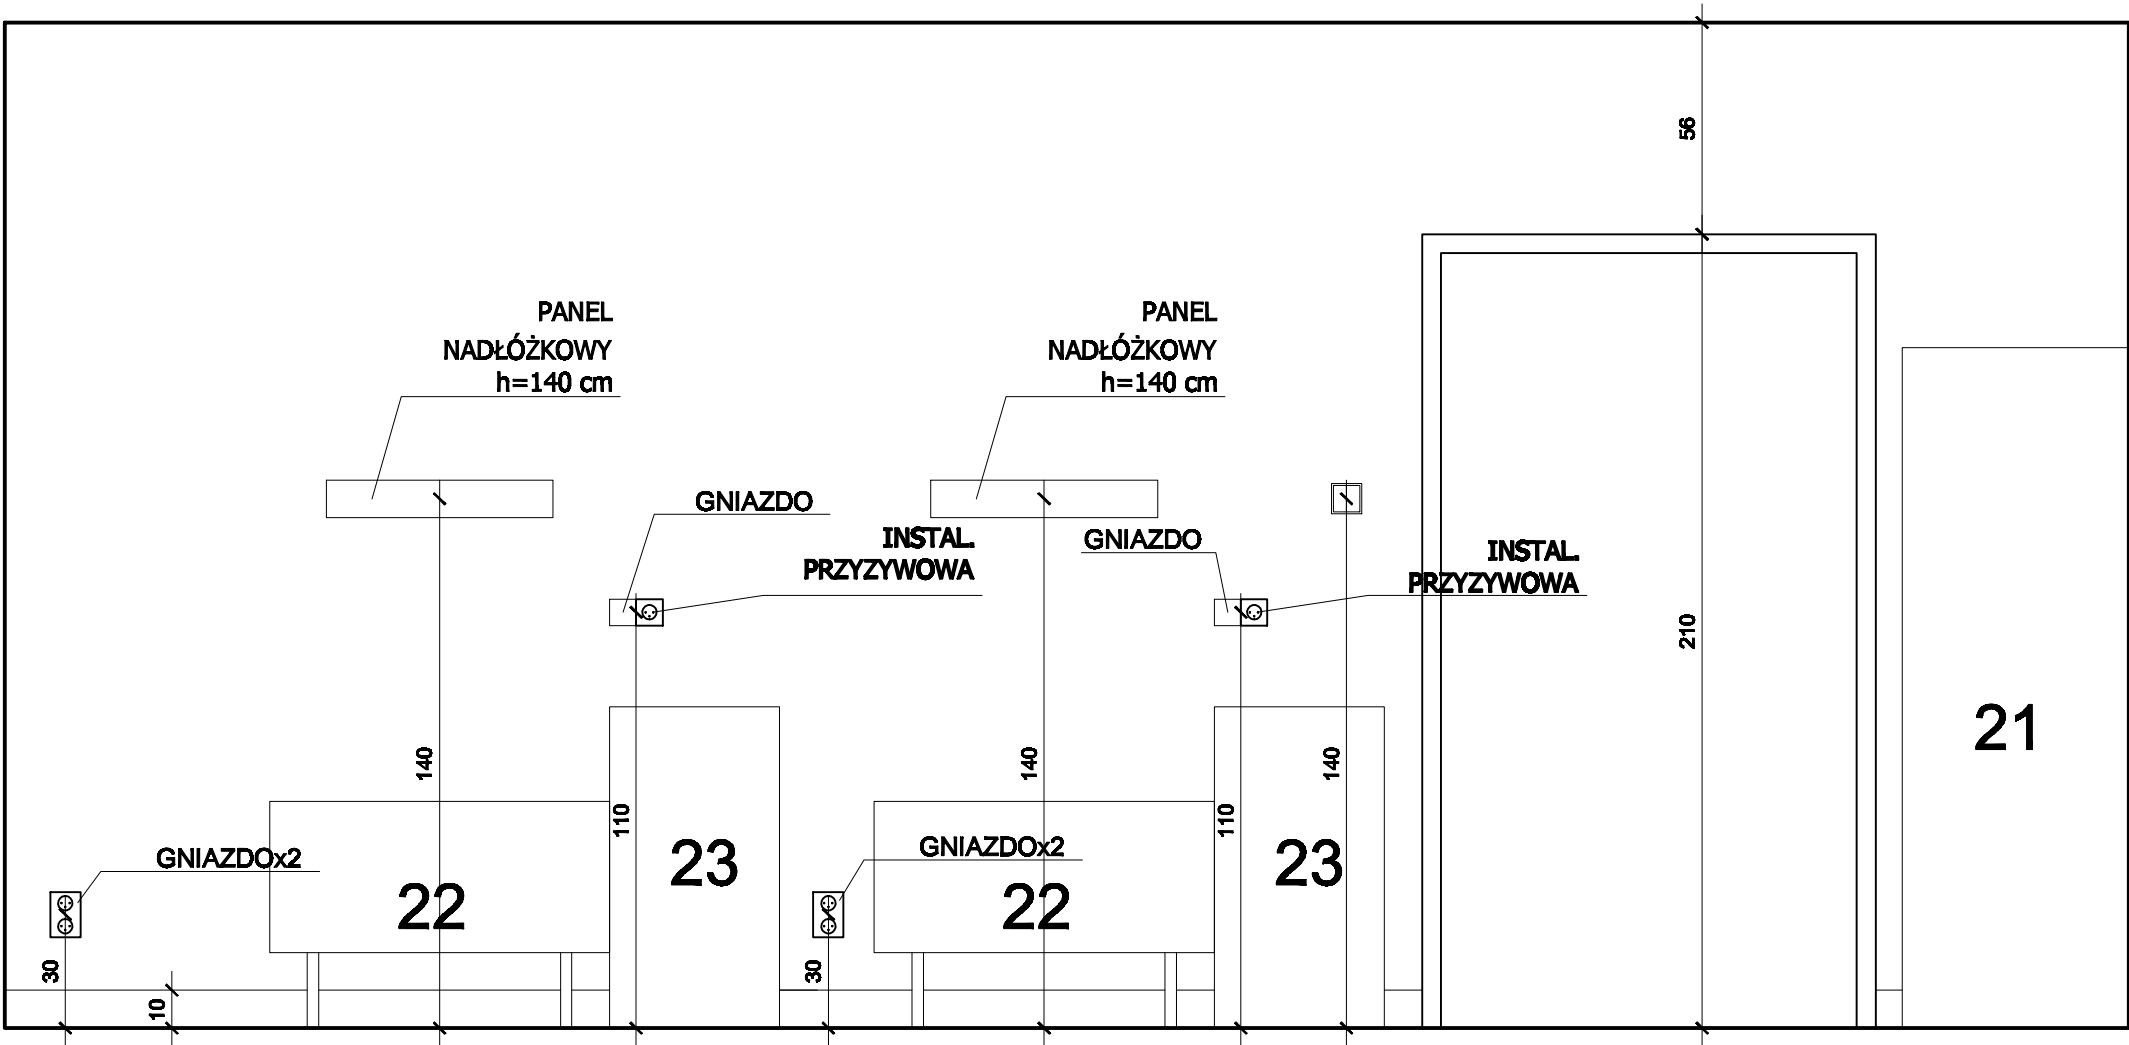 56
PANEL
NADŁÓŻKOWY
h=140 cm
PANEL
NADŁÓŻKOWY
h=140 cm
GNIAZDO
INSTAL.
PRZYZYWOWA
GNIAZDO
INSTAL.
PRZYZYWOWA
210
21
140
140
140
110
110
GNIAZDOx2
22
23
GNIAZDOx2
22
23
30
10
30